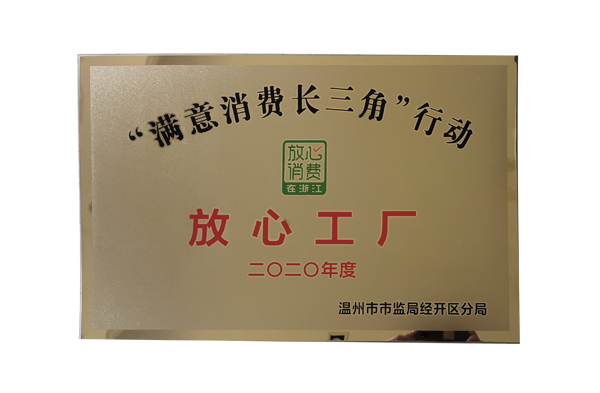 “满意消费长三角”行动
放心
消费
在浙江
放心工厂
二〇二〇年度
温州市市监局经开区分局